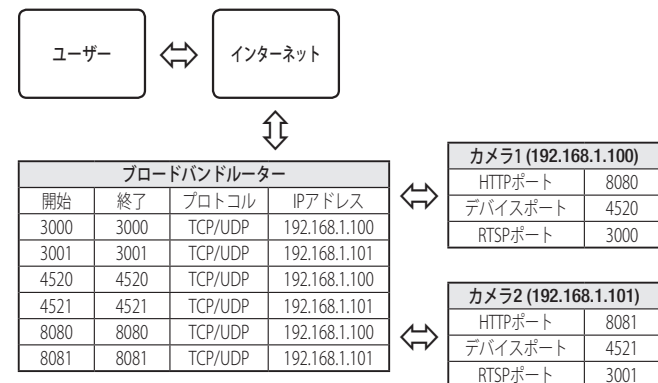 ユーザー
インターネット
ブロードバンドルーター
開始 終了 プロトコル IPアドレス
3000 3000 TCP/UDP 192.168.1.100
3001 3001 TCP/UDP 192.168.1.101
4520 4520 TCP/UDP 192.168.1.100
4521 4521 TCP/UDP 192.168.1.101
8080 8080 TCP/UDP 192.168.1.100
8081 8081 TCP/UDP 192.168.1.101
カメラ1 (192.168.1.100)
HTTPポート 8080
デバイスポート 4520
RTSPポート 3000
カメラ2 (192.168.1.101)
HTTPポート 8081
デバイスポート 4521
RTSPポート 3001